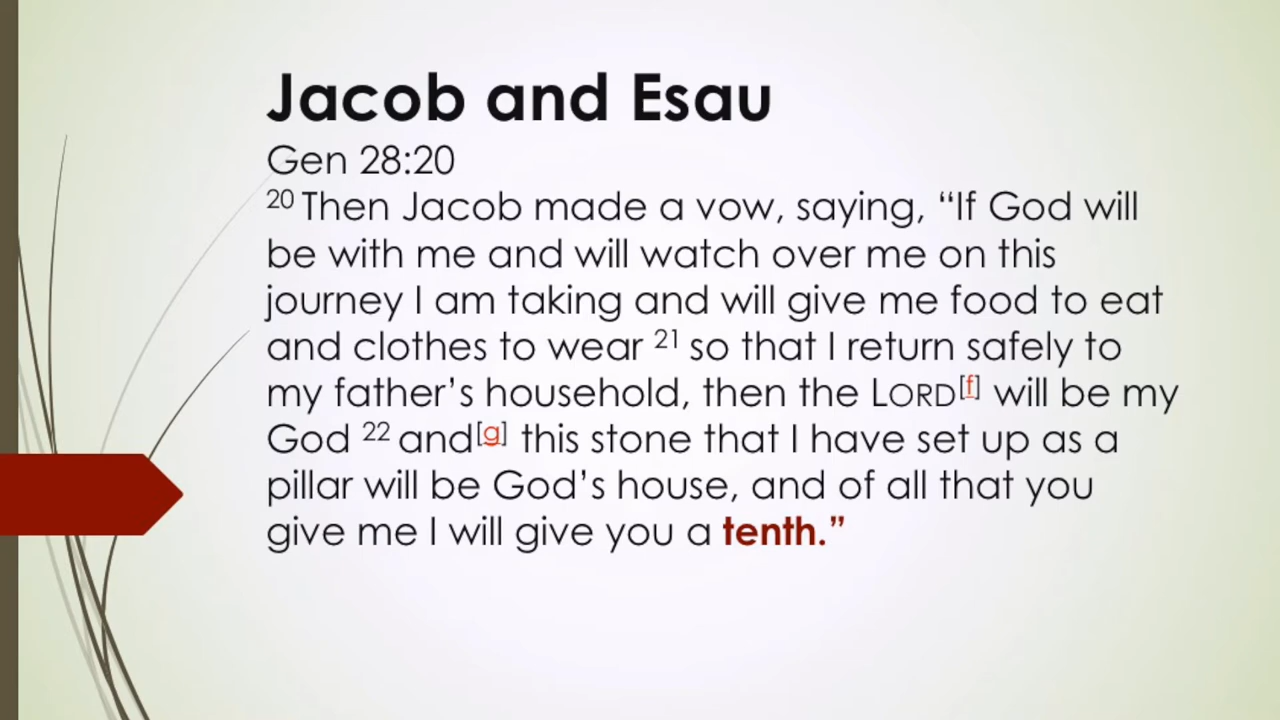 Jacob and Esau
Gen 28:20
20 Then Jacob made a vow, saying, “If God will
be with me and will watch over me on this
journey I am taking and will give me food to eat
and clothes to wear 21 so that I return safely to
my father’s household, then the LORD[f] will be my
God 22 and[g] this stone that I have set up as a
pillar will be God’s house, and of all that you
give me I will give you a tenth.”